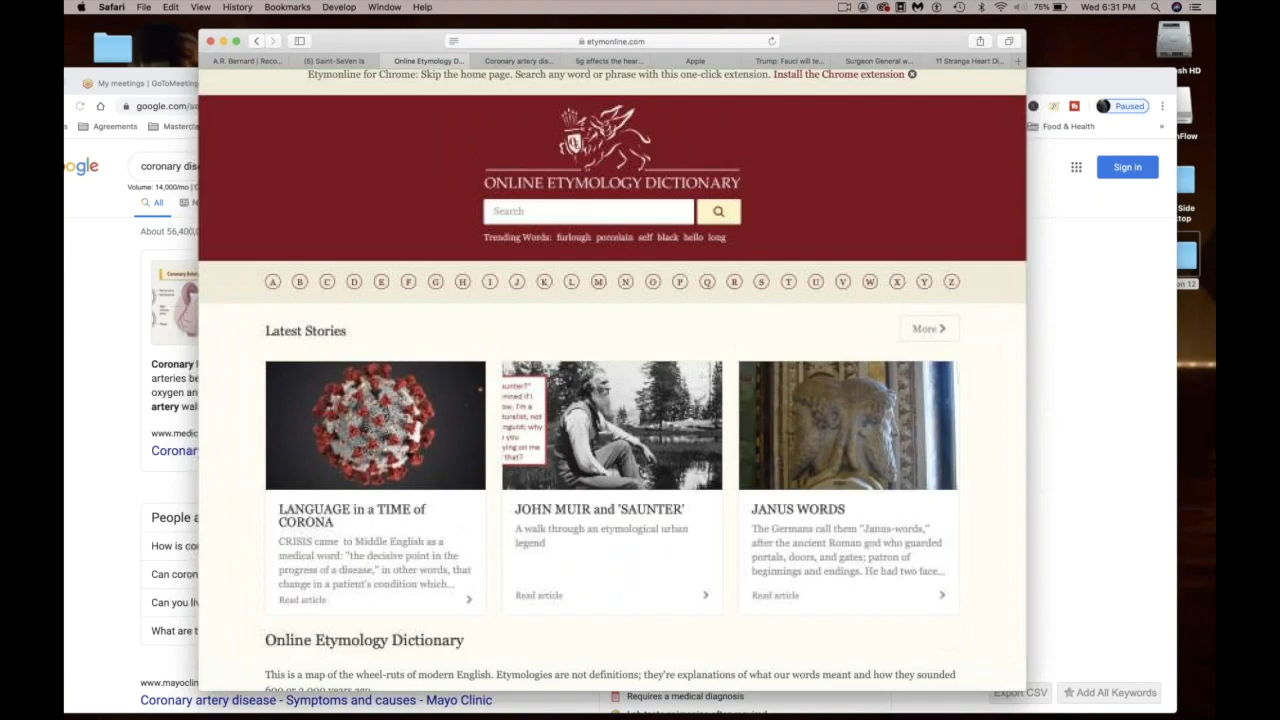 Safari File Edit View History Bookmarks Develop Window Help
75% Wed 6:31 PM
etymonline.com
A.R. Bernard | Reco... (5) Saint-SeVen is Online Etymology D... Coronary artery dis... 5g affects the hear... Apple Trump: Fauci will te... Surgeon General w... 11 Strange Heart Di...
Etymonline for Chrome: Skip the home page. Search any word or phrase with this one-click extension. Install the Chrome extension
My meetings | GoToMeeting
google.com/se
Paused
Agreements Mastercla
Food & Health
ONLINE ETYMOLOGY DICTIONARY
Search
Trending Words: furlough porcelain self black hello long
A B C D E F G H I J K L M N O P Q R S T U V W X Y Z
Latest Stories
More
LANGUAGE in a TIME of
CORONA
CRISIS came to Middle English as a
medical word: "the decisive point in the
progress of a disease," in other words, that
change in a patient's condition which...
Read article
JOHN MUIR and 'SAUNTER'
A walk through an etymological urban
legend
Read article
JANUS WORDS
The Germans call them "Janus-words,"
after the ancient Roman god who guarded
portals, doors, and gates; patron of
beginnings and endings. He had two face...
Read article
Online Etymology Dictionary
This is a map of the wheel-ruts of modern English. Etymologies are not definitions; they're explanations of what our words meant and how they sounded
ogle
coronary dis
Sign in
Volume: 14,000/mo
All
About 56,400,
Coronary
arteries be
oxygen an
artery wal
www.medic
Coronar
People a
How is co
Can coron
Can you li
What are t
www.mayoclin
Coronary artery disease - Symptoms and causes - Mayo Clinic
Requires a medical diagnosis
Export CSV
Add All Keywords
sh HD
nFlow
Side
top
on 12